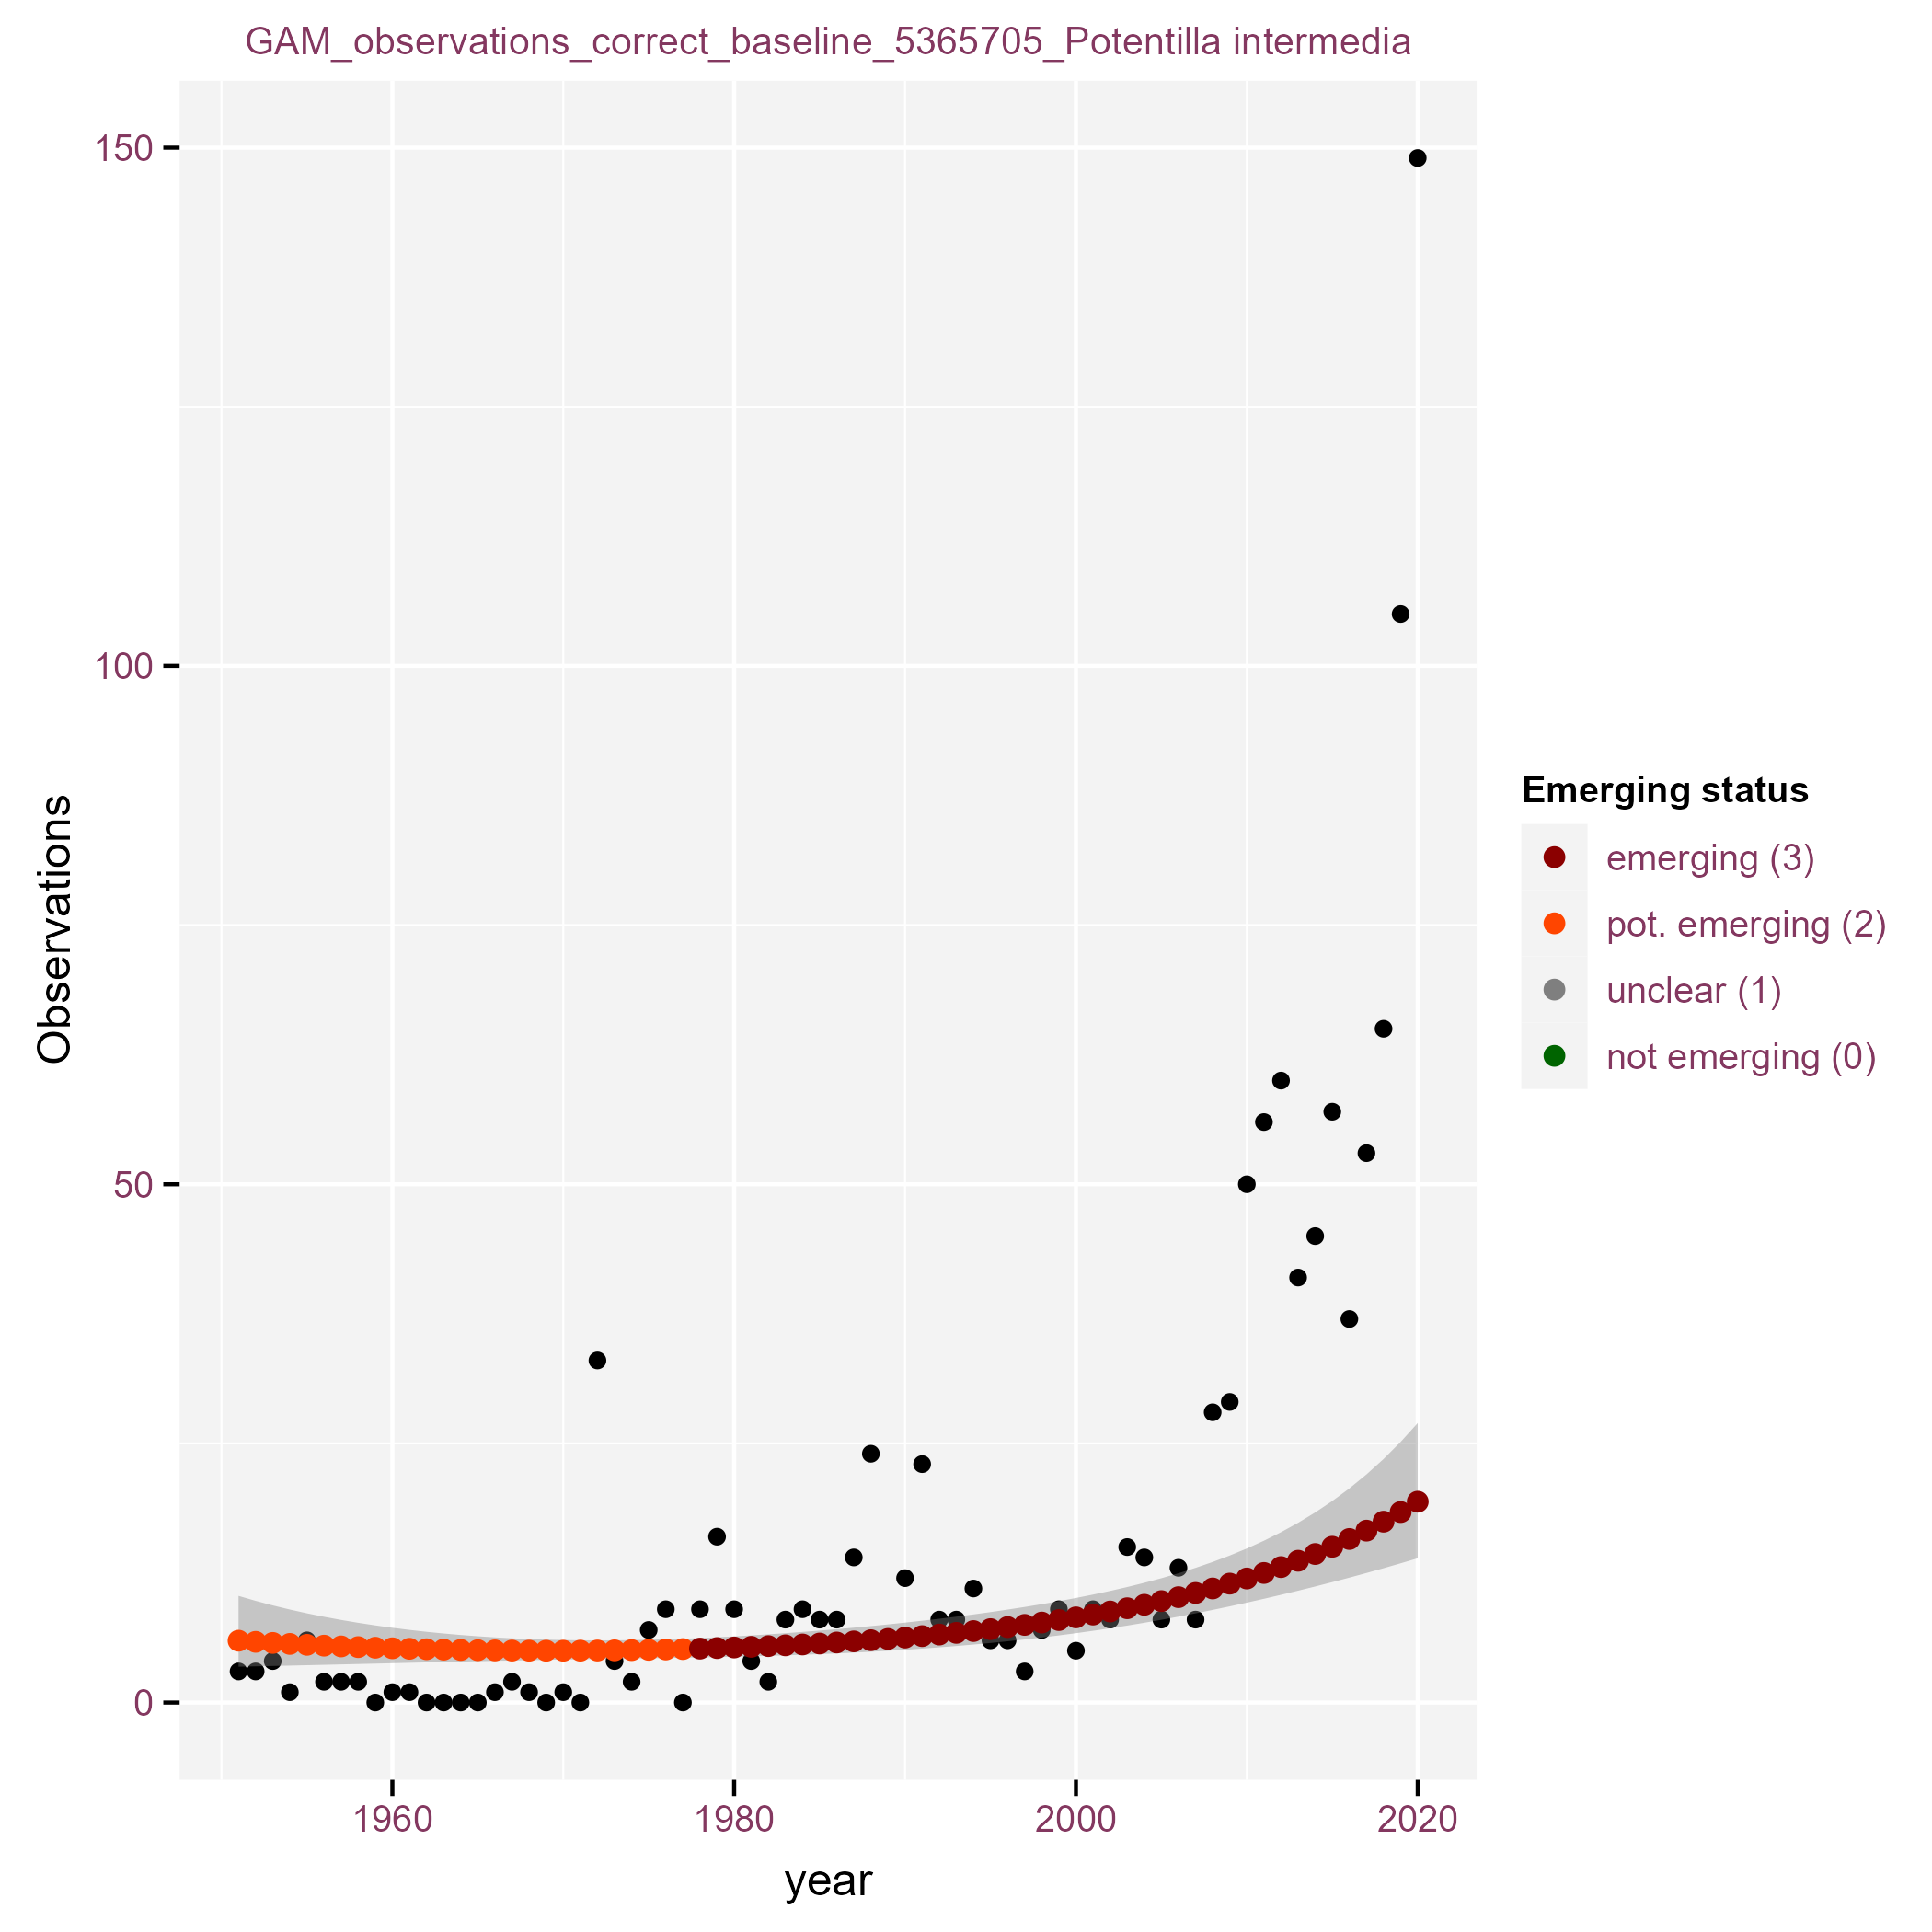 GAM_observations_correct_baseline_5365705_Potentilla intermedia
150
100
50
0
Observations
1960 1980 2000 2020
year
Emerging status
emerging (3)
pot. emerging (2)
unclear (1)
not emerging (0)